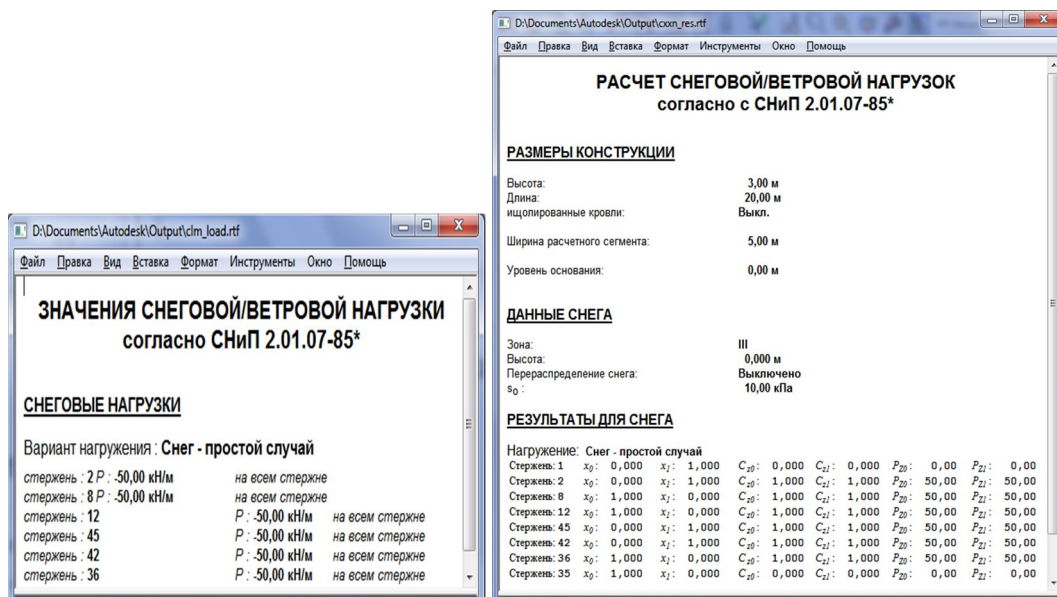 D:\Documents\Autodesk\Output\clm_load.rtf
Файл Правка Вид Вставка Формат Инструменты Окно Помощь
ЗНАЧЕНИЯ СНЕГОВОЙ/ВЕТРОВОЙ НАГРУЗКИ
согласно СНиП 2.01.07-85*
СНЕГОВЫЕ НАГРУЗКИ
Вариант нагружения : Снег - простой случай
стержень : 2 P : -50,00 кН/м на всем стержне
стержень : 8 P : -50,00 кН/м на всем стержне
стержень : 12 P : -50,00 кН/м на всем стержне
стержень : 45 P : -50,00 кН/м на всем стержне
стержень : 42 P : -50,00 кН/м на всем стержне
стержень : 36 P : -50,00 кН/м на всем стержне
D:\Documents\Autodesk\Output\cxxn_res.rtf
Файл Правка Вид Вставка Формат Инструменты Окно Помощь
РАСЧЕТ СНЕГОВОЙ/ВЕТРОВОЙ НАГРУЗОК
согласно с СНиП 2.01.07-85*
РАЗМЕРЫ КОНСТРУКЦИИ
Высота: 3,00 м
Длина: 20,00 м
ищолированные кровли: Выкл.
Ширина расчетного сегмента: 5,00 м
Уровень основания: 0,00 м
ДАННЫЕ СНЕГА
Зона: III
Высота: 0,000 м
Перераспределение снега: Выключено
s0 : 10,00 кПа
РЕЗУЛЬТАТЫ ДЛЯ СНЕГА
Нагружение: Снег - простой случай
Стержень: 1 x0: 0,000 x1: 1,000 Cz0: 0,000 Cz1: 0,000 PZ0: 0,00 PZ1: 0,00
Стержень: 2 x0: 0,000 x1: 1,000 Cz0: 1,000 Cz1: 1,000 PZ0: 50,00 PZ1: 50,00
Стержень: 8 x0: 1,000 x1: 0,000 Cz0: 1,000 Cz1: 1,000 PZ0: 50,00 PZ1: 50,00
Стержень: 12 x0: 1,000 x1: 0,000 Cz0: 1,000 Cz1: 1,000 PZ0: 50,00 PZ1: 50,00
Стержень: 45 x0: 0,000 x1: 1,000 Cz0: 1,000 Cz1: 1,000 PZ0: 50,00 PZ1: 50,00
Стержень: 42 x0: 1,000 x1: 0,000 Cz0: 1,000 Cz1: 1,000 PZ0: 50,00 PZ1: 50,00
Стержень: 36 x0: 1,000 x1: 0,000 Cz0: 1,000 Cz1: 1,000 PZ0: 50,00 PZ1: 50,00
Стержень: 35 x0: 1,000 x1: 0,000 Cz0: 0,000 Cz1: 0,000 PZ0: 0,00 PZ1: 0,00